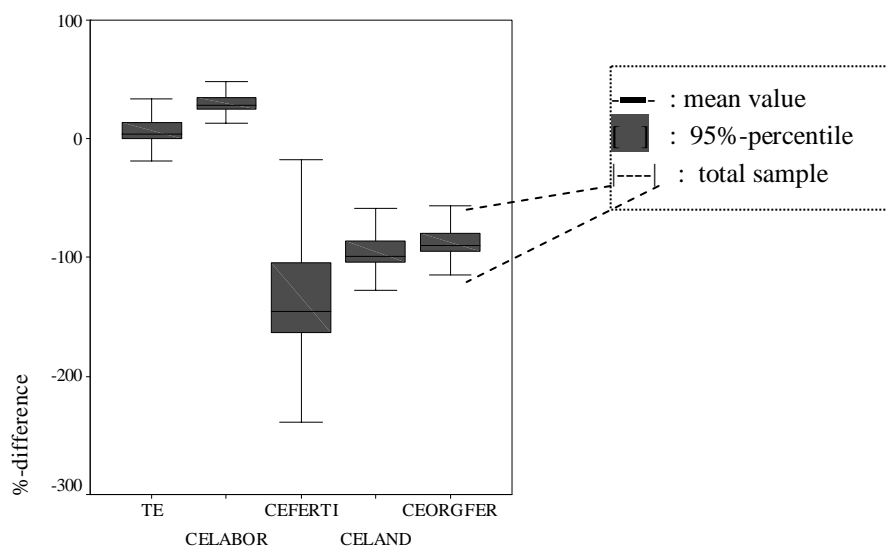 100
0
-100
-200
-300
%-difference
TE
CEFERTI
CEORGFER
CELABOR
CELAND
: mean value
[ ] : 95%-percentile
|-----| : total sample